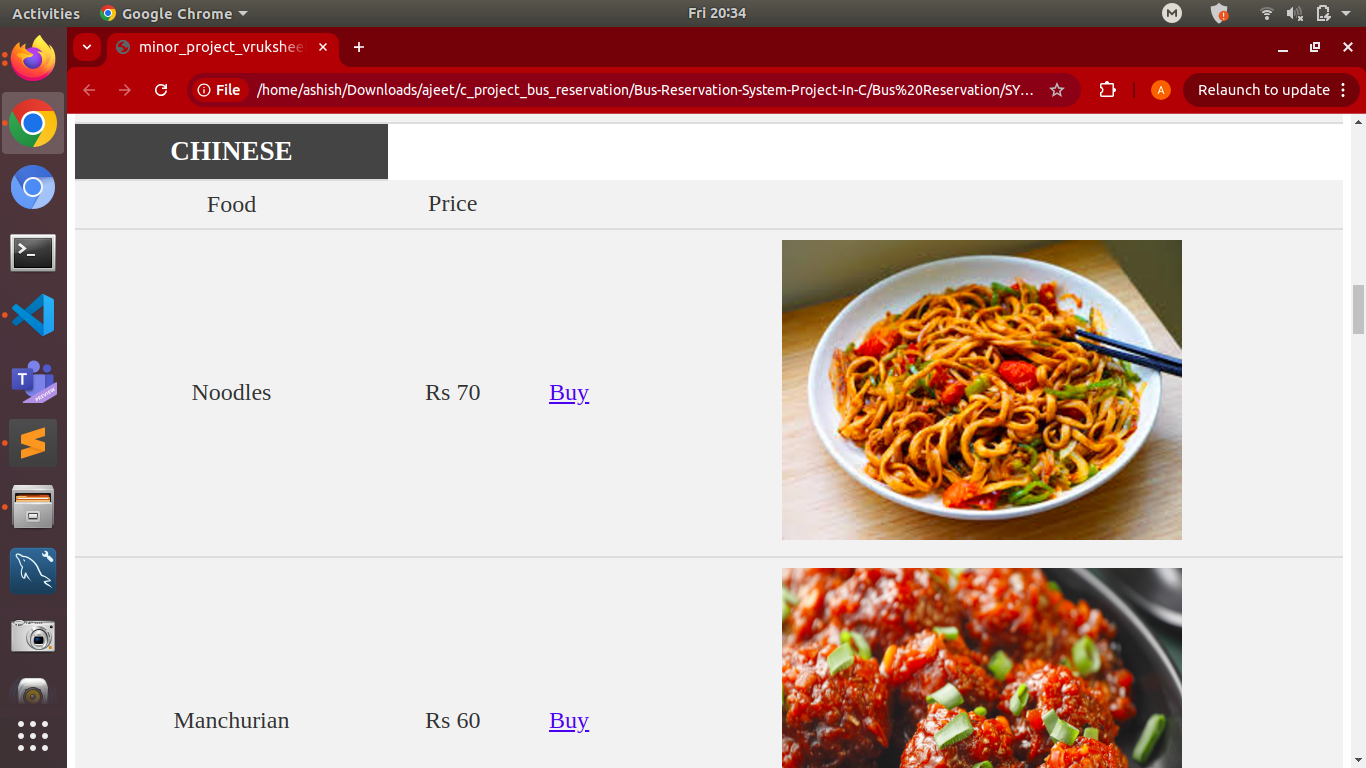 Activities Google Chrome Fri 20:34
minor_project_vrukshee
File /home/ashish/Downloads/ajeet/c_project_bus_reservation/Bus-Reservation-System-Project-In-C/Bus%20Reservation/SY... A Relaunch to update
CHINESE
Food Price
Noodles Rs 70 Buy
Manchurian Rs 60 Buy